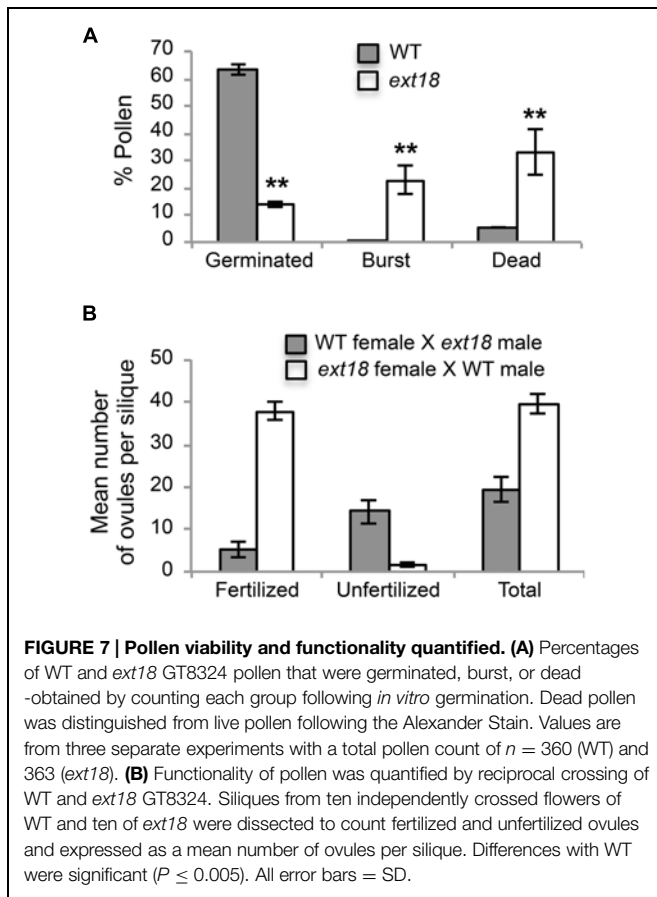 A
70
60
50
40
30
20
10
0
% Pollen
WT
ext18
**
**
**
Germinated Burst Dead
B
WT female X ext18 male
ext18 female X WT male
50
40
30
20
10
0
Mean number
of ovules per silique
Fertilized Unfertilized Total
FIGURE 7 | Pollen viability and functionality quantified. (A) Percentages
of WT and ext18 GT8324 pollen that were germinated, burst, or dead
-obtained by counting each group following in vitro germination. Dead pollen
was distinguished from live pollen following the Alexander Stain. Values are
from three separate experiments with a total pollen count of n = 360 (WT) and
363 (ext18). (B) Functionality of pollen was quantified by reciprocal crossing of
WT and ext18 GT8324. Siliques from ten independently crossed flowers of
WT and ten of ext18 were dissected to count fertilized and unfertilized ovules
and expressed as a mean number of ovules per silique. Differences with WT
were significant (P ≤ 0.005). All error bars = SD.